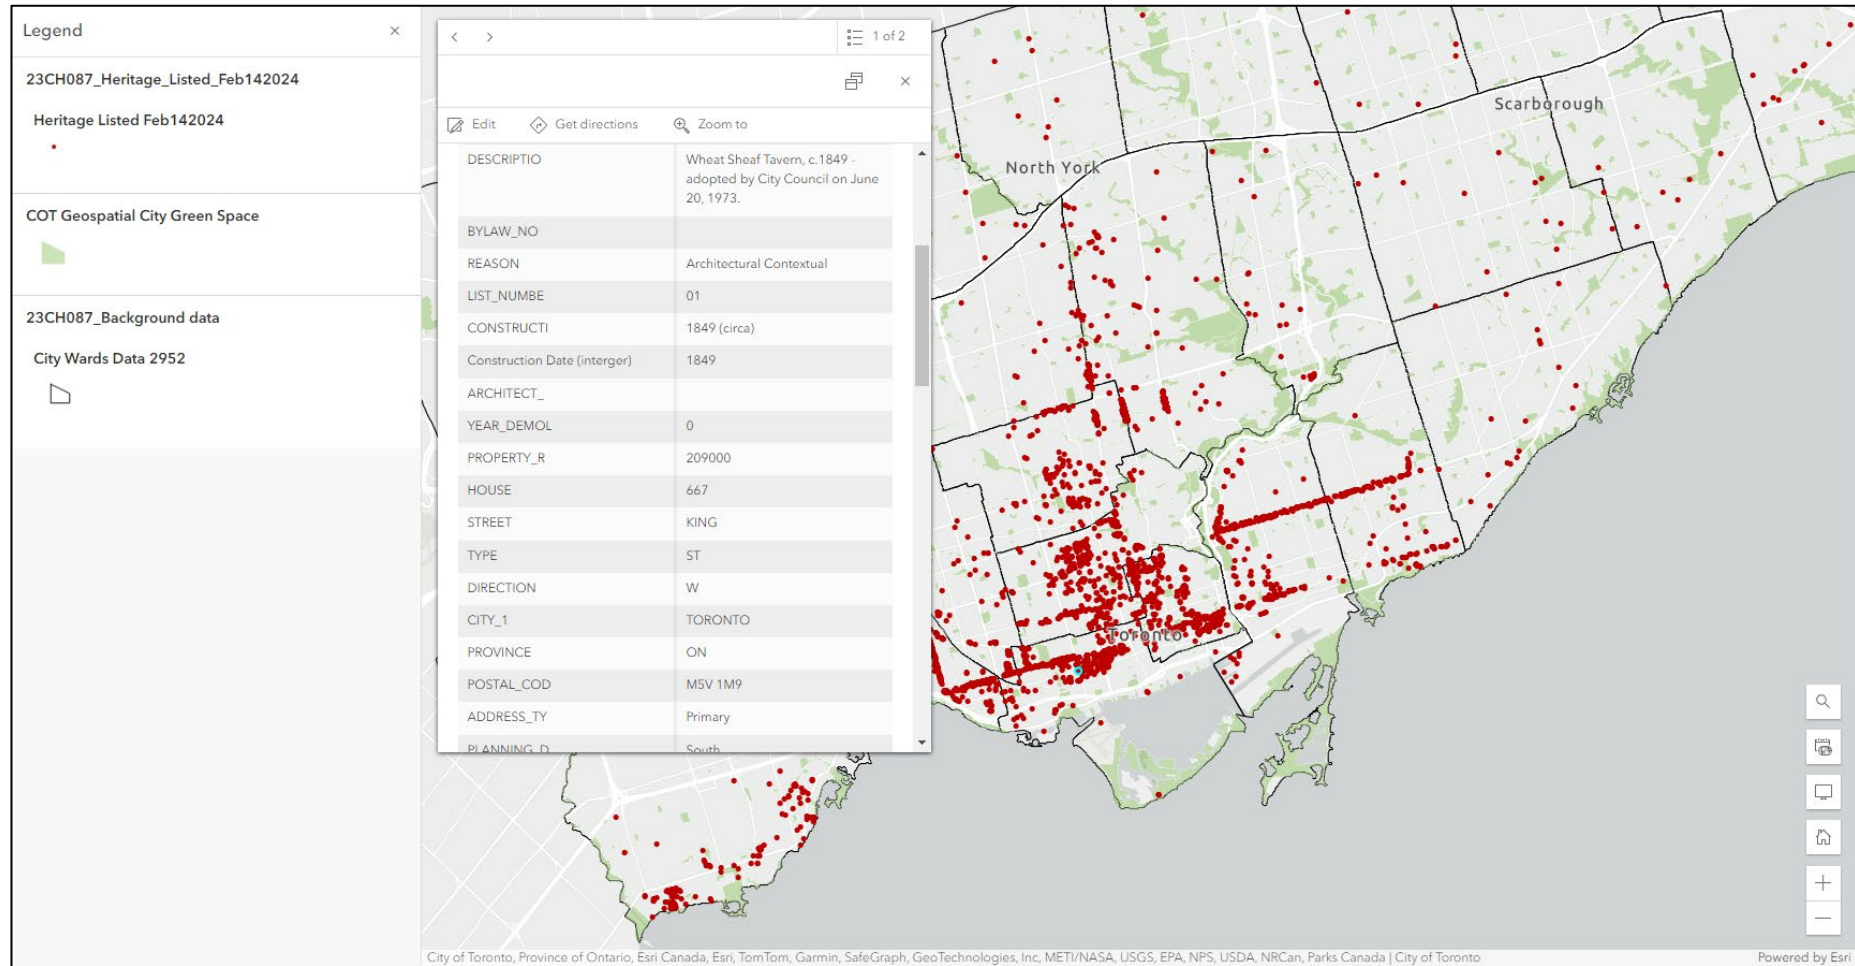 Legend
23CH087_Heritage_Listed_Feb142024
Heritage Listed Feb142024
COT Geospatial City Green Space
23CH087_Background data
City Wards Data 2952
1 of 2
Edit
Get directions
Zoom to
DESCRIPTIO
Wheat Sheaf Tavern, c.1849 -
adopted by City Council on June
20, 1973.
BYLAW_NO
REASON Architectural Contextual
LIST_NUMBE 01
CONSTRUCTI 1849 (circa)
Construction Date (interger) 1849
ARCHITECT_
YEAR_DEMOL 0
PROPERTY_R 209000
HOUSE 667
STREET KING
TYPE ST
DIRECTION W
CITY_1 TORONTO
PROVINCE ON
POSTAL_COD M5V 1M9
ADDRESS_TY Primary
PLANNING_D South
Scarborough
North York
Toronto
City of Toronto, Province of Ontario, Esri Canada, Esri, TomTom, Garmin, SafeGraph, GeoTechnologies, Inc, METI/NASA, USGS, EPA, NPS, USDA, NRCan, Parks Canada | City of Toronto
Powered by Esri